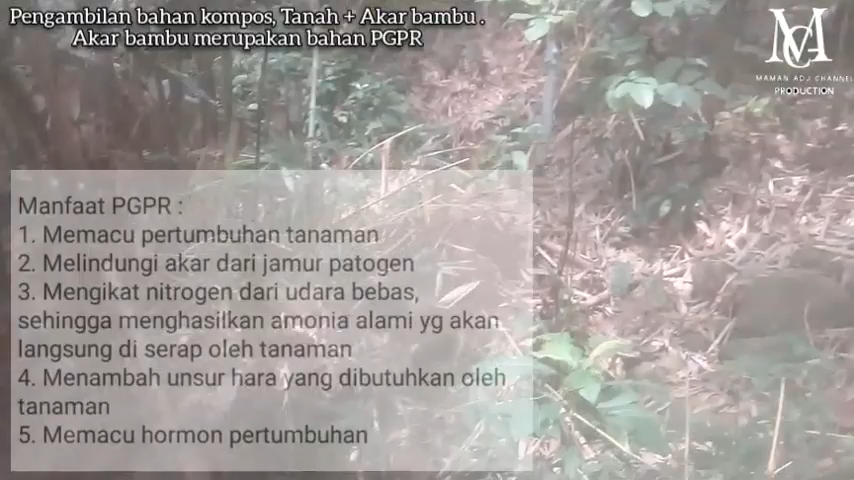 Pengambilan bahan kompos, Tanah + Akar bambu .
Akar bambu merupakan bahan PGPR
MAMAN ADJ CHANNEL
PRODUCTION
Manfaat PGPR :
1. Memacu pertumbuhan tanaman
2. Melindungi akar dari jamur patogen
3. Mengikat nitrogen dari udara bebas,
sehingga menghasilkan amonia alami yg akan
langsung di serap oleh tanaman
4. Menambah unsur hara yang dibutuhkan oleh
tanaman
5. Memacu hormon pertumbuhan